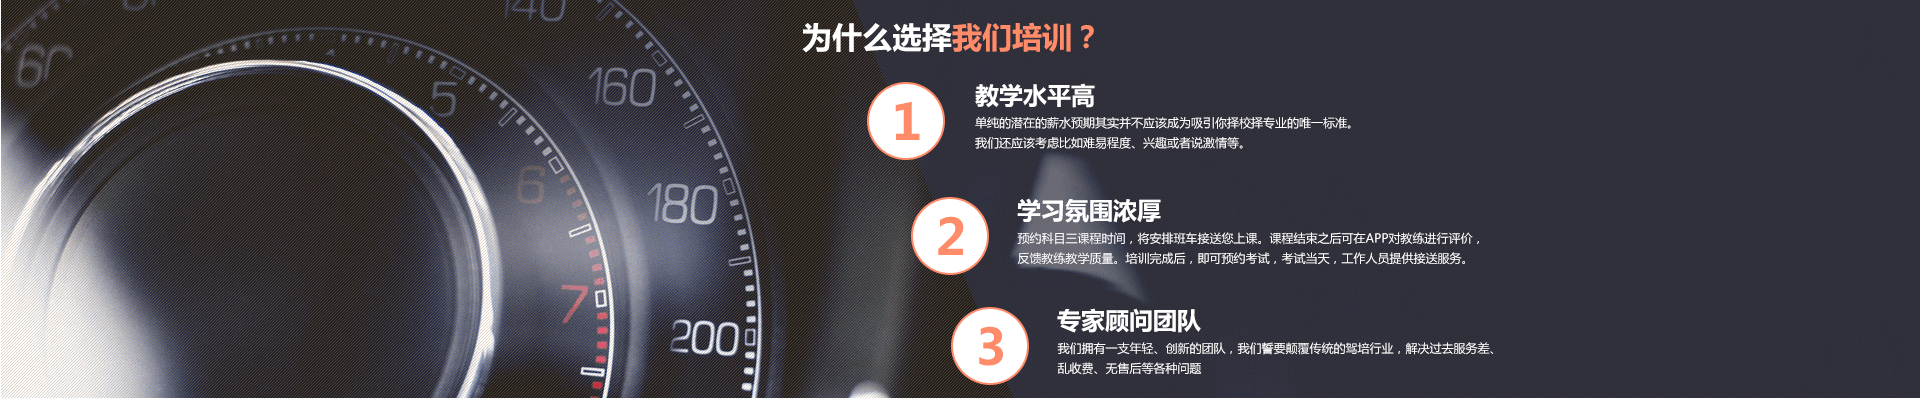 为什么选择我们培训？
1
教学水平高
单纯的潜在的薪水预期其实并不应该成为吸引你择校择专业的唯一标准。
我们还应该考虑比如难易程度、兴趣或者说激情等。
2
学习氛围浓厚
预约科目三课程时间，将安排班车接送您上课。课程结束之后可在APP对教练进行评价，
反馈教练教学质量。培训完成后，即可预约考试，考试当天，工作人员提供接送服务。
3
专家顾问团队
我们拥有一支年轻、创新的团队，我们誓要颠覆传统的驾培行业，解决过去服务差、
乱收费、无售后等各种问题
140
160
180
200
5
6
7